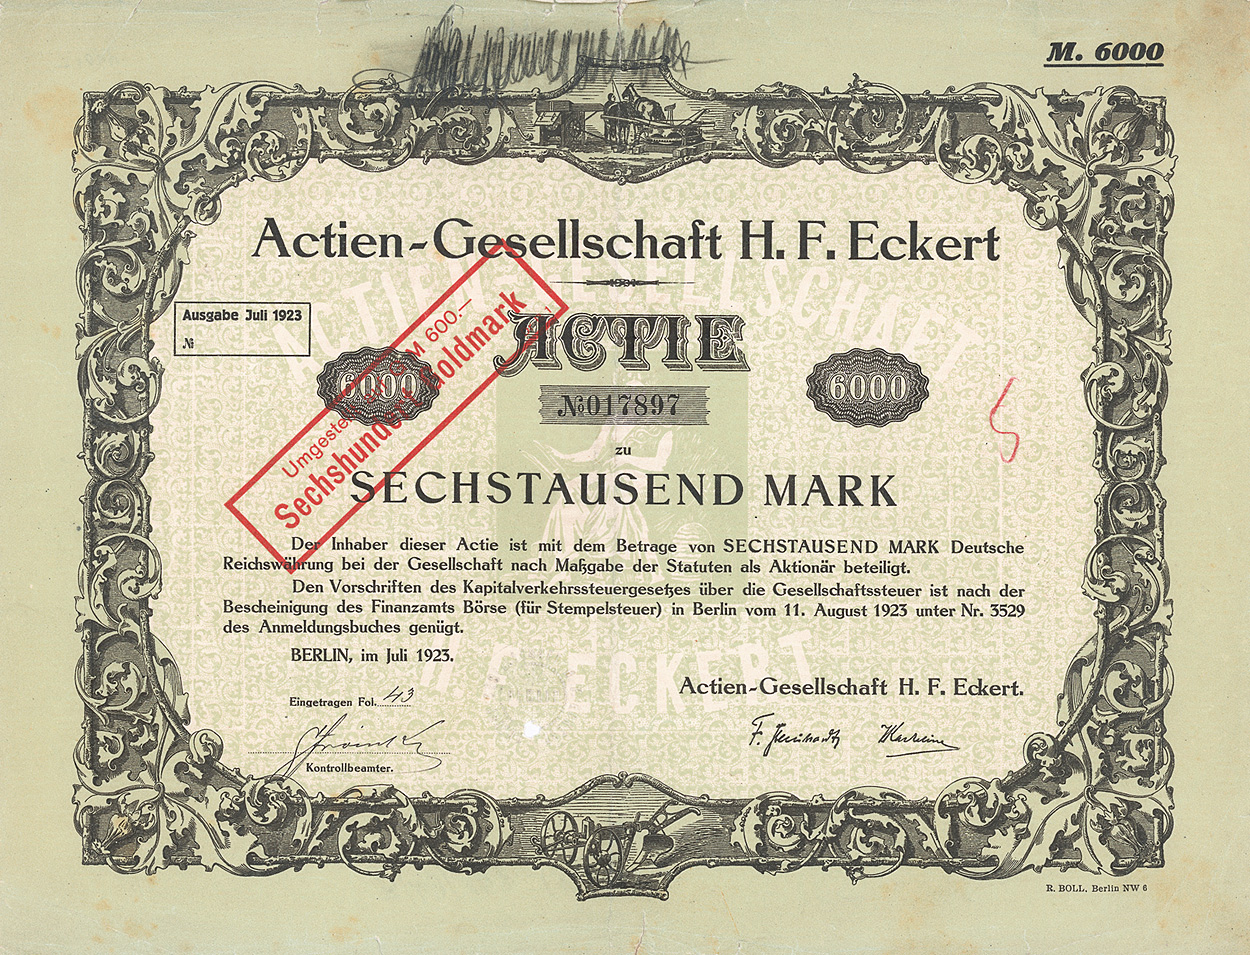 M. 6000
Actien-Gesellschaft H. F. Eckert
Ausgabe Juli 1923
№
ACTIE
6000
№017897
6000
Umgestellt GM 600.—
Sechshundert Goldmark
zu
SECHSTAUSEND MARK
Der Inhaber dieser Actie ist mit dem Betrage von SECHSTAUSEND MARK Deutsche
Reichswährung bei der Gesellschaft nach Maßgabe der Statuten als Aktionär beteiligt.
Den Vorschriften des Kapitalverkehrssteuergesetzes über die Gesellschaftssteuer ist nach der
Bescheinigung des Finanzamts Börse (für Stempelsteuer) in Berlin vom 11. August 1923 unter Nr. 3529
des Anmeldungsbuches genügt.
BERLIN, im Juli 1923.
Actien-Gesellschaft H. F. Eckert.
Eingetragen Fol. 43
Kontrollbeamter.
R. BOLL, Berlin NW 6
ACTIEN GESELLSCHAFT
H. F. ECKERT